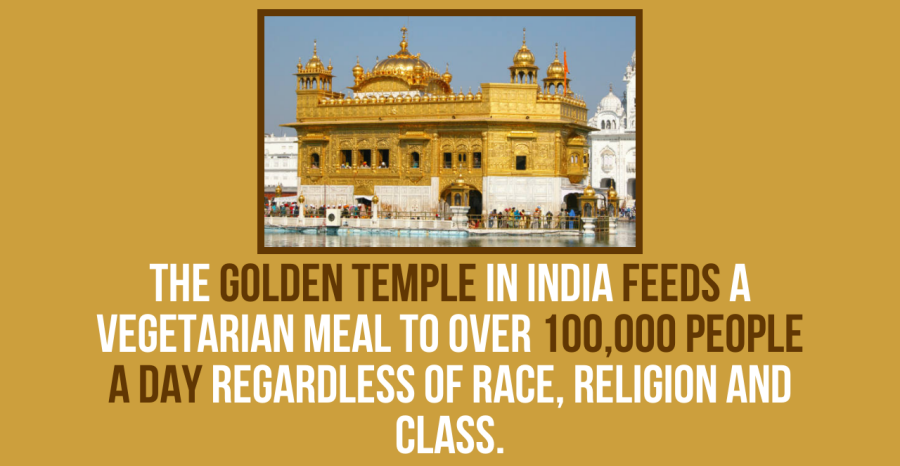 THE GOLDEN TEMPLE IN INDIA FEEDS A
VEGETARIAN MEAL TO OVER 100,000 PEOPLE
A DAY REGARDLESS OF RACE, RELIGION AND
CLASS.